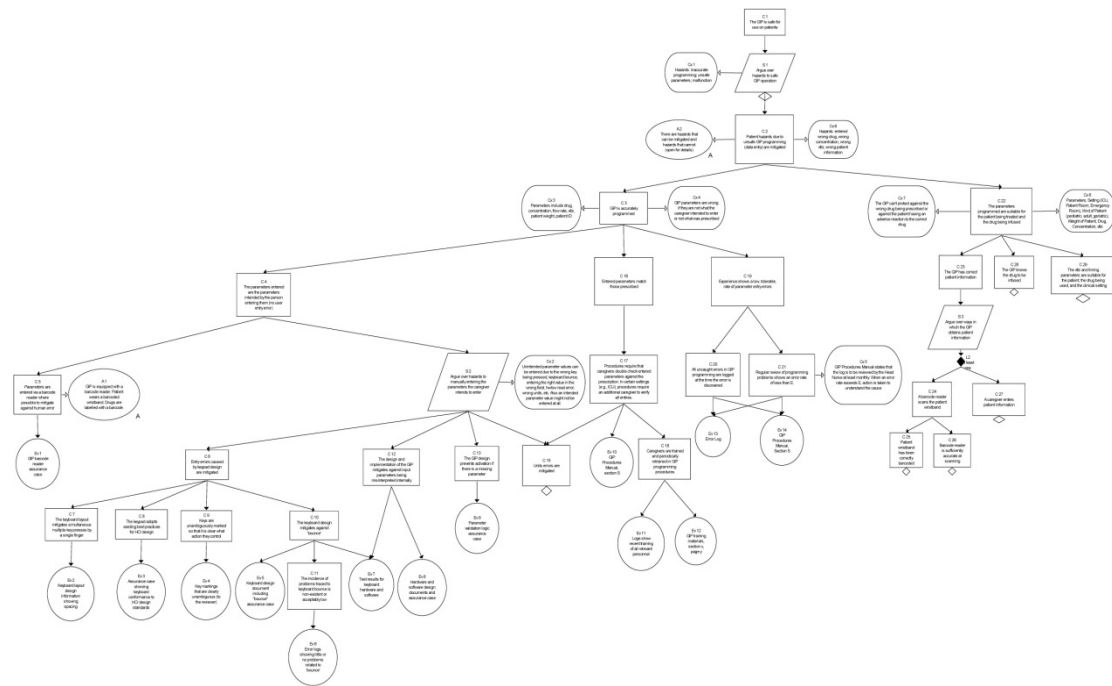 C:1
The GIP is safe for
use on patients
Cx:1
Hazards: Inaccurate
programming, unsafe
parameters, malfunction
S:1
Argue over
hazards to safe
GIP operation
A:2
There are hazards that
can be mitigated and
hazards that cannot
(open for details)
A
C:2
Patient hazards due to
unsafe GIP programming
(data entry) are mitigated
Hazards: entered
wrong drug, wrong
concentration, wrong
patient
information
Cx:3
Parameters include drug,
concentration, flow rate,
patient weight, patient ID
C:3
GIP is accurately
programmed
Cx:4
GIP parameters are wrong
if they are not what the
caregiver intended to enter
or not what was prescribed
Cx:7
The GIP can't protect against the
wrong drug being prescribed or
against the patient having an
adverse reaction to the correct
drug
C:22
The parameters
programmed are suitable for
the patient being treated and
the drug being infused
Parameters, Setting (ICU,
Patient Room, Emergency
Room), Kind of Patient
(pediatric, adult, geriatric),
Weight of Patient, Drug,
Concentration,
C:4
The parameters entered
are the parameters
intended by the person
entering them (no user
entry error)
C:16
Entered parameters match
those prescribed
C:19
Experience shows a low, tolerable,
rate of parameter entry errors
C:23
The GIP has correct
patient information
C:28
The GIP knows
the drug to be
infused
C:29
parameters are suitable for
the patient, the drug being
used, and the clinical setting
S:3
Argue over ways in
which the GIP
obtains patient
information
C:5
Parameters are
entered via a barcode
reader where
possible to mitigate
against human error
A:1
GIP is equipped with a
barcode reader. Patient
wears a barcoded
wristband. Drugs are
labelled with a barcode
A
S:2
Argue over hazards to
manually entering the
parameters the caregiver
intends to enter
Cx:2
Unintended parameter values can
be entered due to the wrong key
being pressed, keyboard bounce,
entering the right value in the
wrong field, nurse read error,
wrong units, etc. Also an intended
parameter value might not be
entered at all
C:17
Procedures require that
caregivers double check entered
parameters against the
prescription. In certain settings
(e.g., ICU), procedures require
an additional caregiver to verify
all entries
C:20
All uncaught errors in GIP
programming are logged
at the time the error is
discovered
C:21
Regular review of programming
problems shows an error rate
of less than E.
Cx:5
GIP Procedures Manual states that
the log is to be reviewed by the Head
Nurse almost monthly. When an error
rate exceeds E, action is taken to
understand the cause
C:24
A barcode reader
scans the patient
wristband
C:27
A caregiver enters
patient information
Ev:1
GIP barcode
reader
assurance
case
C:6
Entry errors caused
by keypad design
are mitigated
C:12
The design and
implementation of the GIP
mitigates against input
parameters being
misinterpreted internally
C:13
The GIP design
prevents activation if
there is a missing
parameter
C:15
Units errors are
mitigated
Ev:10
GIP
Procedures
Manual,
section S.
C:18
Caregivers are trained
and periodically
retrained in GIP
programming
procedures
Ev:13
Error Log
Ev:14
GIP
Procedures
Manual,
Section S.
C:25
Patient
wristband
has been
correctly
barcoded
C:26
Barcode reader
is sufficiently
accurate at
scanning
C:7
The keyboard layout
mitigates simultaneous
multiple key presses by
a single finger
C:8
The keypad adopts
existing best practices
for HCI design
C:9
Keys are
unambiguously marked
so that it is clear what
action they control
C:10
The keyboard design
mitigates against
"bounce"
Ev:9
Parameter
validation logic
assurance case
Ev:11
Logs show
recent training
of all relevant
personnel
Ev:12
GIP training
materials,
section x,
page y
Ev:2
Keyboard layout
design
information
showing
spacing
Ev:3
Assurance case
showing
keyboard
conformance to
HCI design
standards
Ev:4
Key markings
that are clearly
unambiguous (to
the reviewer)
Ev:5
Keyboard design
document
including
"bounce"
assurance case
C:11
The incidence of
problems linked to
keyboard bounce is
non-existent or
acceptably low
Ev:7
Test results for
keyboard
hardware and
software
Ev:8
Hardware and
software design
documents and
assurance case
Error logs
showing little or
no problems
related to
"bounce"